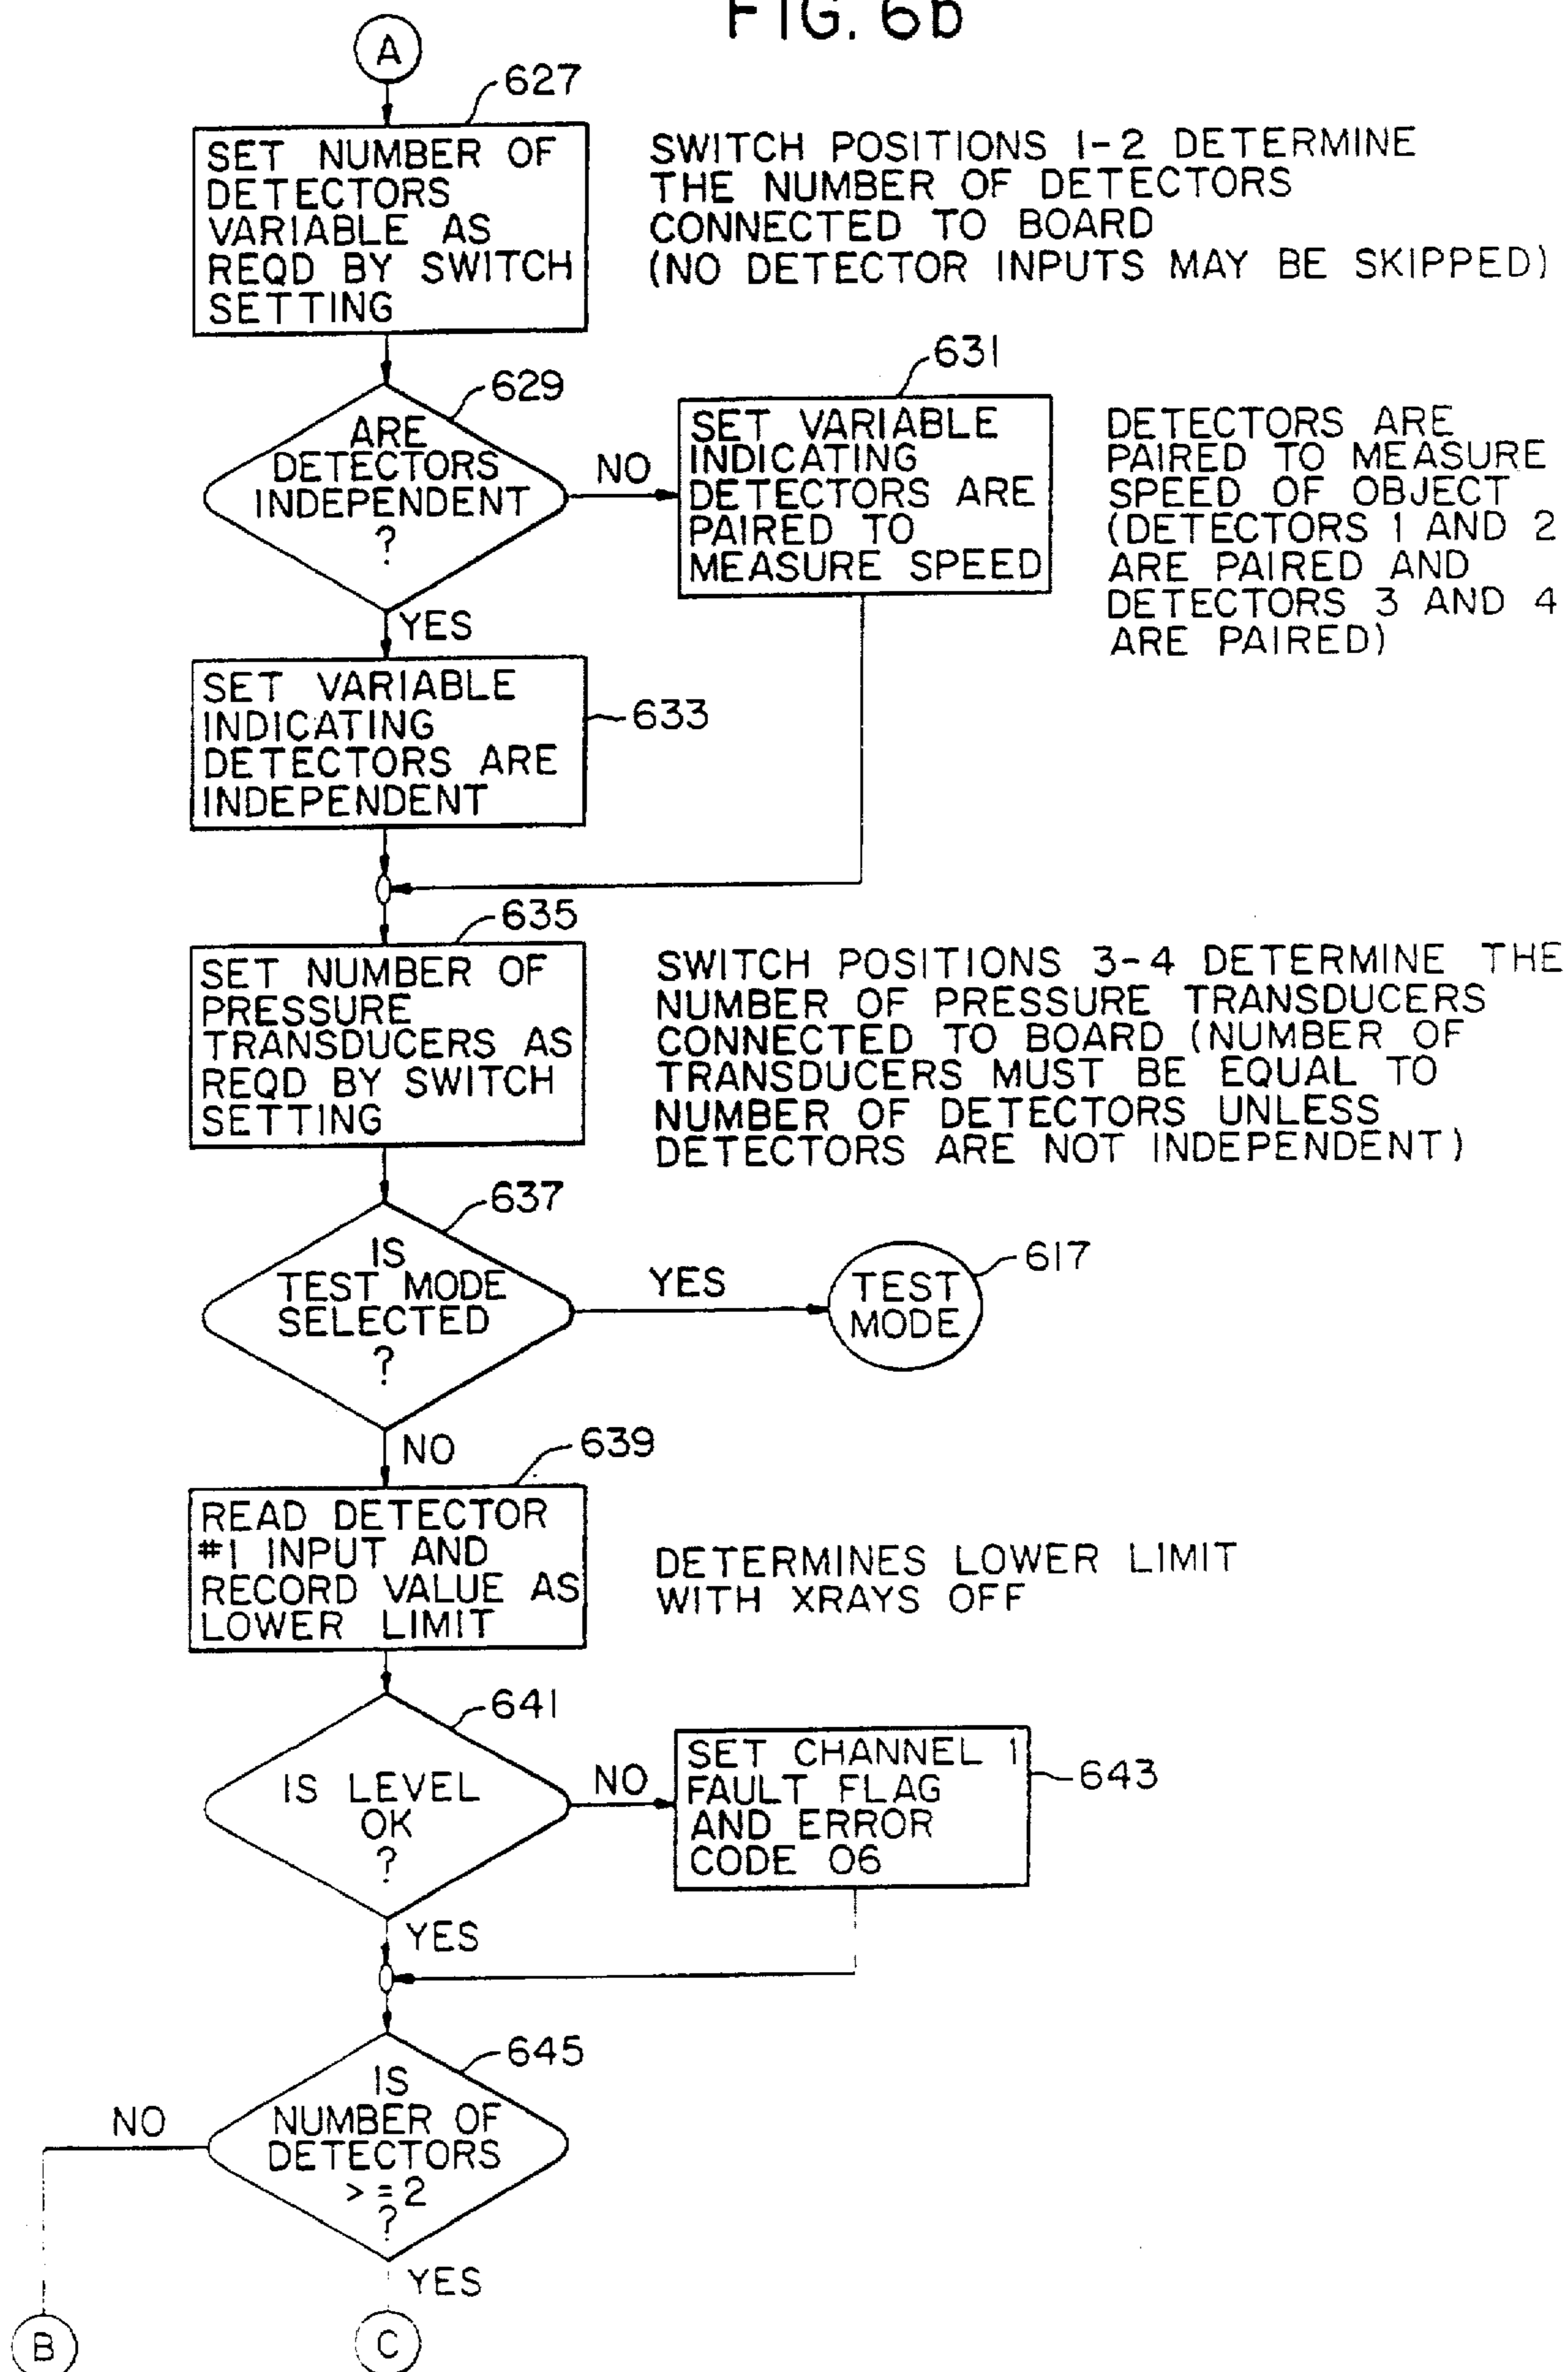 FIG. 6b
A
627
SET NUMBER OF
DETECTORS
VARIABLE AS
REQD BY SWITCH
SETTING
SWITCH POSITIONS 1-2 DETERMINE
THE NUMBER OF DETECTORS
CONNECTED TO BOARD
(NO DETECTOR INPUTS MAY BE SKIPPED)
629
ARE
DETECTORS
INDEPENDENT
?
NO
YES
631
SET VARIABLE
INDICATING
DETECTORS ARE
PAIRED TO
MEASURE SPEED
DETECTORS ARE
PAIRED TO MEASURE
SPEED OF OBJECT
(DETECTORS 1 AND 2
ARE PAIRED AND
DETECTORS 3 AND 4
ARE PAIRED)
SET VARIABLE
INDICATING
DETECTORS ARE
INDEPENDENT
633
635
SET NUMBER OF
PRESSURE
TRANSDUCERS AS
REQD BY SWITCH
SETTING
SWITCH POSITIONS 3-4 DETERMINE THE
NUMBER OF PRESSURE TRANSDUCERS
CONNECTED TO BOARD (NUMBER OF
TRANSDUCERS MUST BE EQUAL TO
NUMBER OF DETECTORS UNLESS
DETECTORS ARE NOT INDEPENDENT)
637
IS
TEST MODE
SELECTED
?
YES
617
TEST
MODE
NO
639
READ DETECTOR
#1 INPUT AND
RECORD VALUE AS
LOWER LIMIT
DETERMINES LOWER LIMIT
WITH XRAYS OFF
641
IS LEVEL
OK
?
NO
SET CHANNEL 1
FAULT FLAG
AND ERROR
CODE 06
643
YES
645
IS
NUMBER OF
DETECTORS
>=2
?
NO
YES
B
C